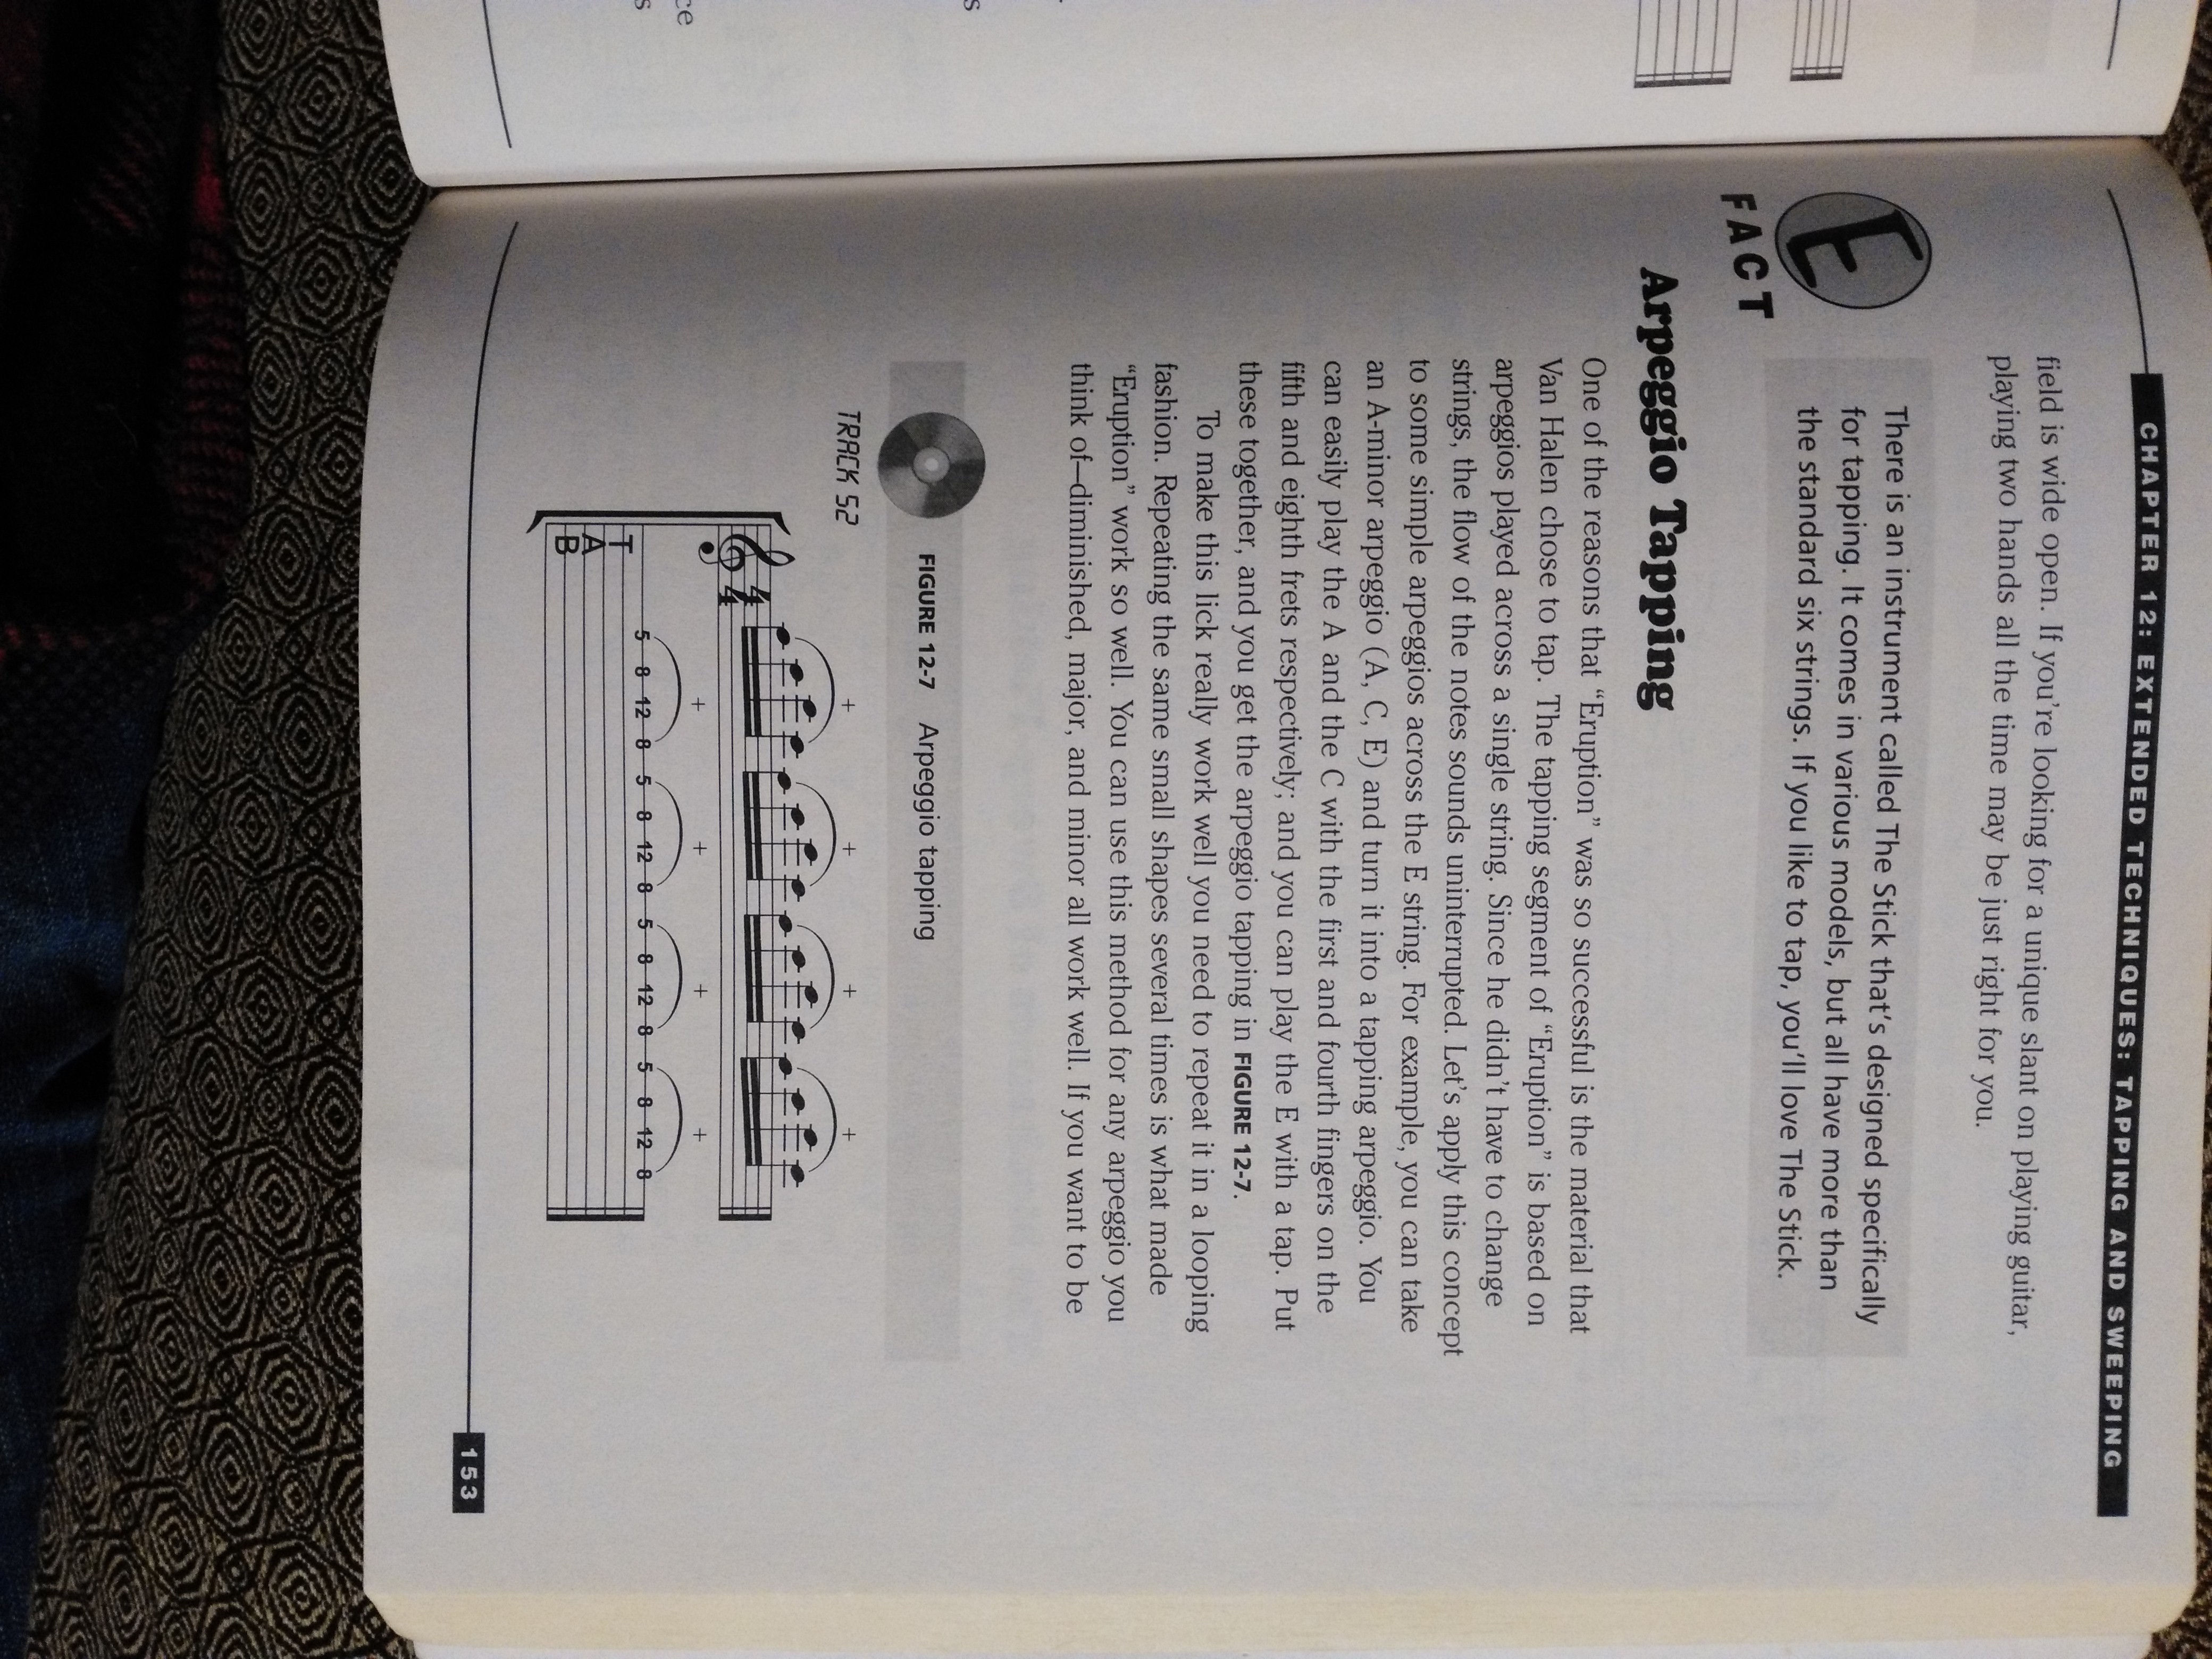 CHAPTER 12: EXTENDED TECHNIQUES: TAPPING AND SWEEPING
field is wide open. If you're looking for a unique slant on playing guitar,
playing two hands all the time may be just right for you.
E
FACT
There is an instrument called The Stick that's designed specifically
for tapping. It comes in various models, but all have more than
the standard six strings. If you like to tap, you'll love The Stick.
Arpeggio Tapping
One of the reasons that “Eruption” was so successful is the material that
Van Halen chose to tap. The tapping segment of “Eruption” is based on
arpeggios played across a single string. Since he didn't have to change
strings, the flow of the notes sounds uninterrupted. Let's apply this concept
to some simple arpeggios across the E string. For example, you can take
an A-minor arpeggio (A, C, E) and turn it into a tapping arpeggio. You
can easily play the A and the C with the first and fourth fingers on the
fifth and eighth frets respectively; and you can play the E with a tap. Put
these together, and you get the arpeggio tapping in FIGURE 12-7.
To make this lick really work well you need to repeat it in a looping
fashion. Repeating the same small shapes several times is what made
“Eruption” work so well. You can use this method for any arpeggio you
think of—diminished, major, and minor all work well. If you want to be
FIGURE 12-7 Arpeggio tapping
TRACK 52
+ + + +
4
4
+ + + +
5 8 12 8 5 8 12 8 5 8 12 8 5 8 12 8
T
A
B
153
s
ce
s